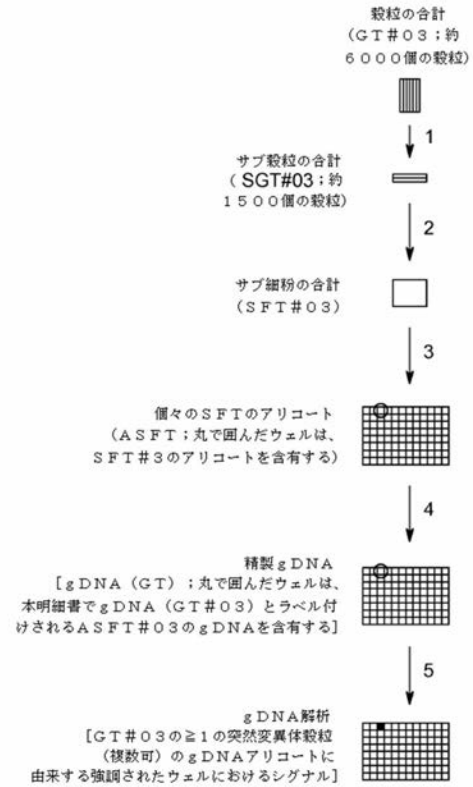 穀粒の合計
（ＧＴ＃０３；約
６０００個の穀粒）
1
サブ穀粒の合計
（ SGT#03；約
１５００個の穀粒）
2
サブ細粉の合計
（ＳＦＴ＃０３）
3
個々のＳＦＴのアリコート
（ＡＳＦＴ；丸で囲んだウェルは、
ＳＦＴ＃３のアリコートを含有する）
4
精製ｇＤＮＡ
［ｇＤＮＡ（ＧＴ）；丸で囲んだウェルは、
本明細書でｇＤＮＡ（ＧＴ＃０３）とラベル付
けされるＡＳＦＴ＃０３のｇＤＮＡを含有する］
5
ｇＤＮＡ解析
［ＧＴ＃０３の≧１の突然変異体穀粒
（複数可）のｇＤＮＡアリコートに
由来する強調されたウェルにおけるシグナル］